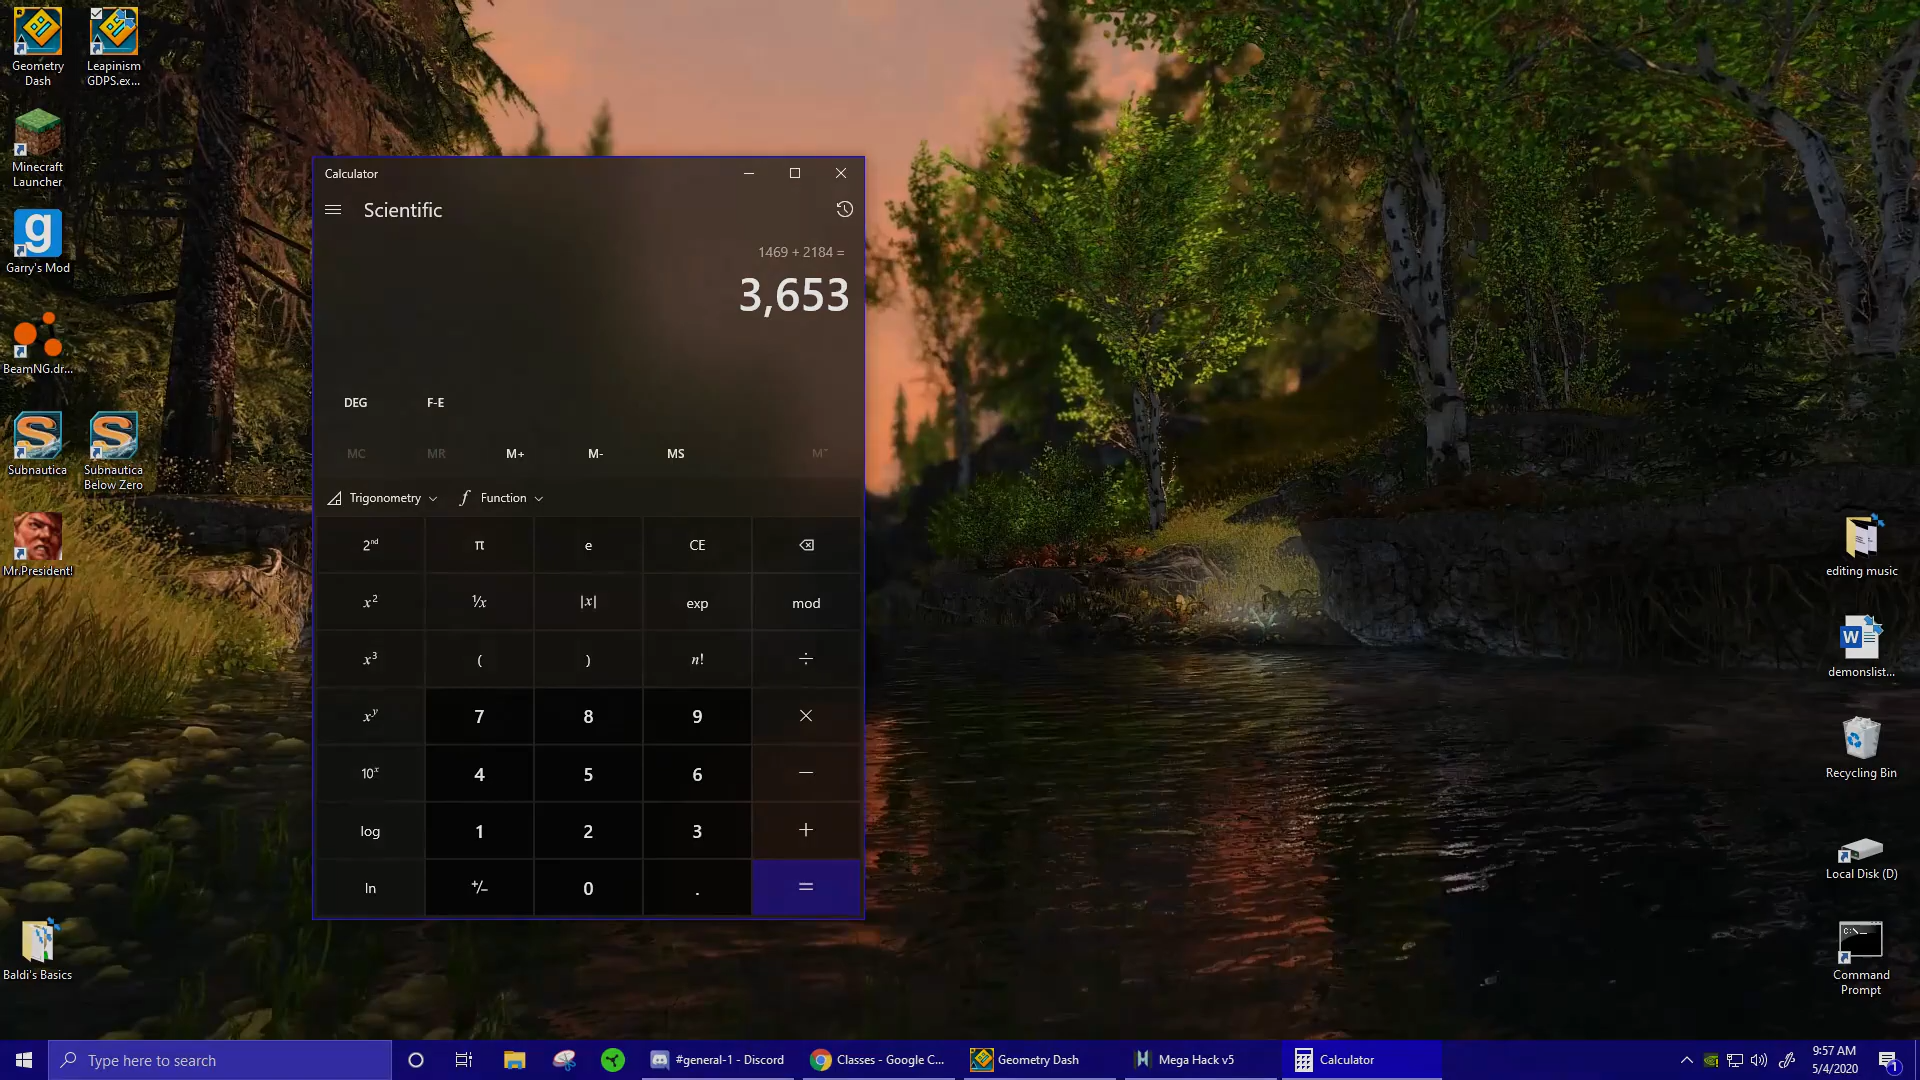 Geometry
Dash
Leapinism
GDPS.ex...
Minecraft
Launcher
g
Garry's Mod
BeamNG.dr...
Subnautica
Subnautica
Below Zero
Mr.President!
Baldi's Basics
Calculator
Scientific
1469 + 2184 =
3,653
DEG F-E
MC MR M+ M- MS M˅
Trigonometry f Function
2nd π e CE
x² ¹/x |x| exp mod
x³ ( ) n! ÷
xʸ 7 8 9 ×
10ˣ 4 5 6 −
log 1 2 3 +
ln +/− 0 . =
editing music
W
demonslist...
Recycling Bin
Local Disk (D)
C:\_
Command
Prompt
Type here to search
#general-1 - Discord
Classes - Google C...
Geometry Dash
Mega Hack v5
Calculator
9:57 AM
5/4/2020
1